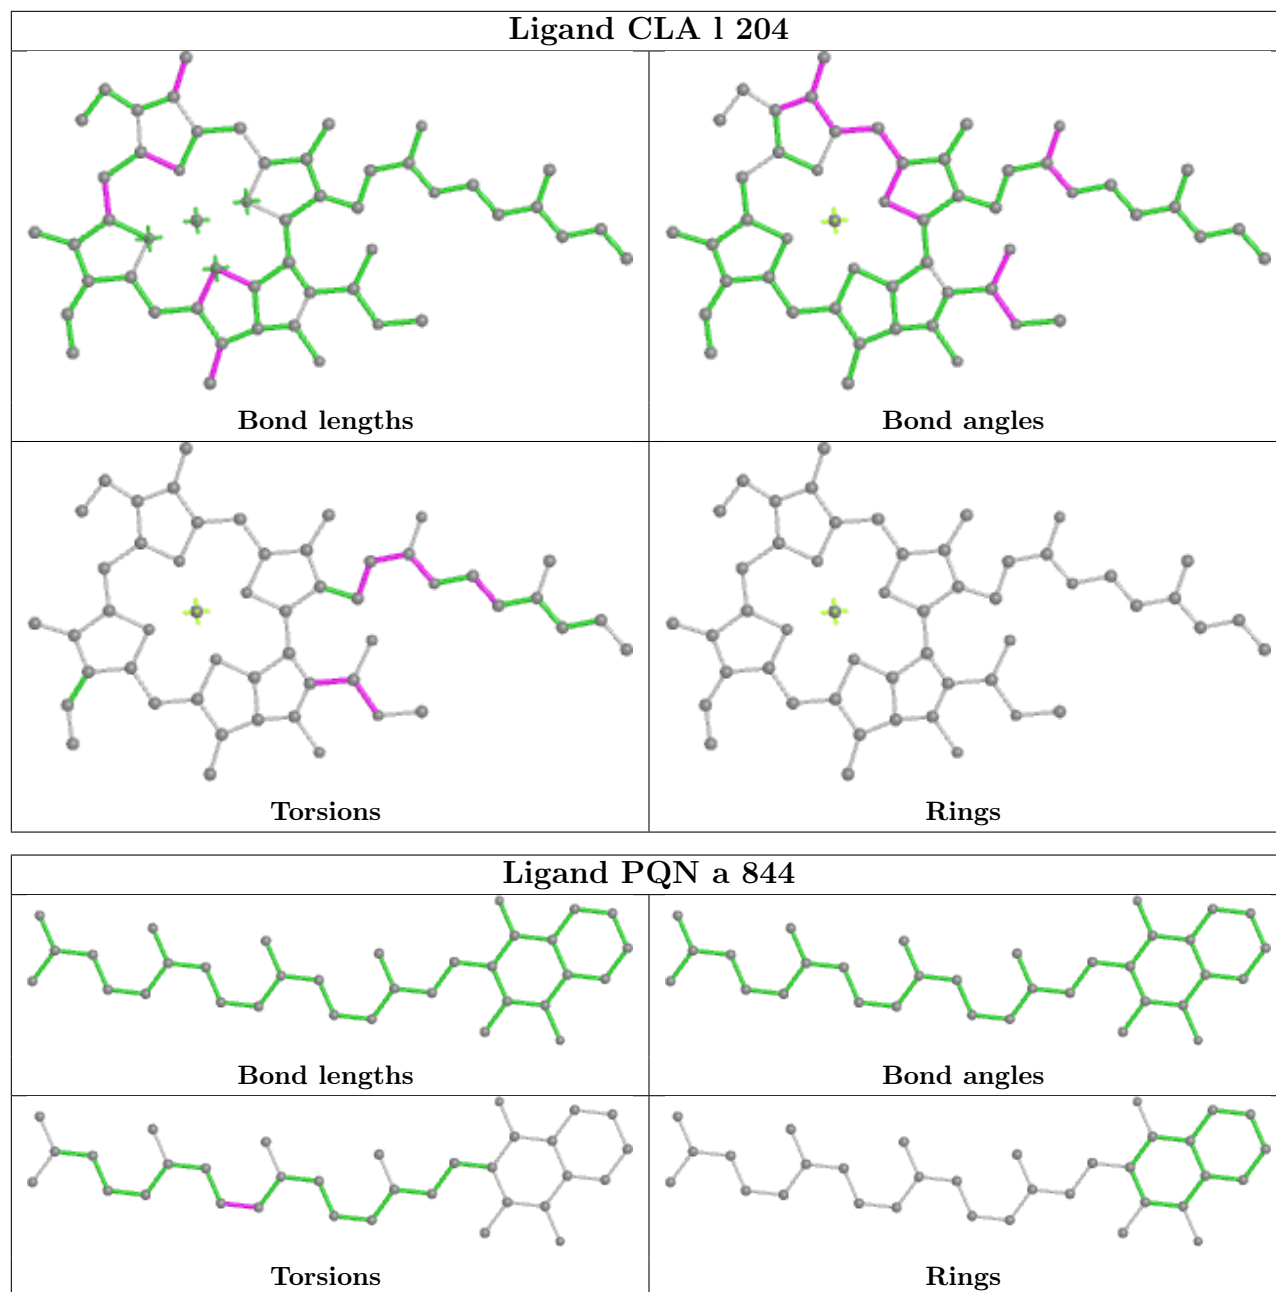 Ligand CLA l 204
Bond lengths
Bond angles
Torsions
Rings
Ligand PQN a 844
Bond lengths
Bond angles
Torsions
Rings